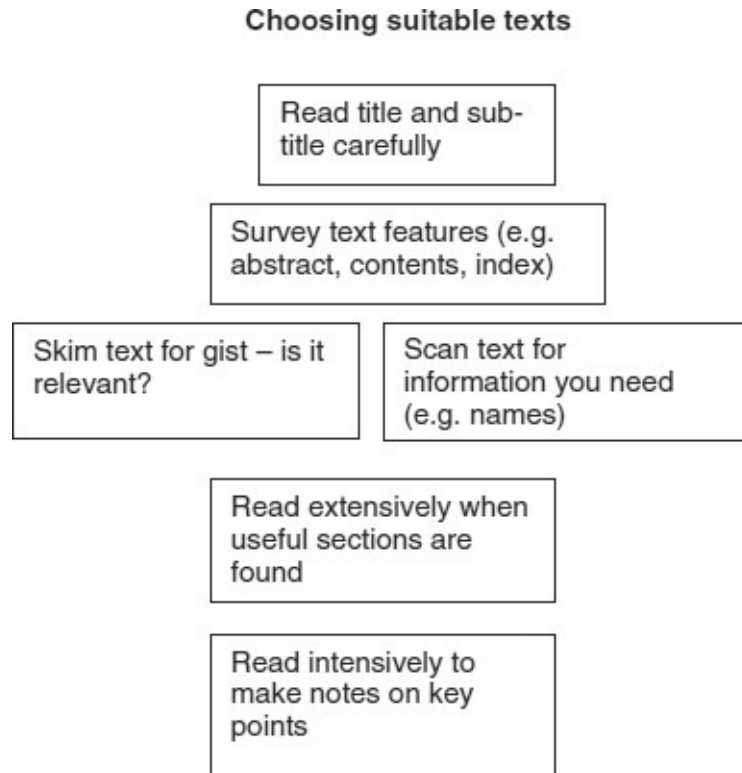 Choosing suitable texts
Read title and sub-
title carefully
Survey text features (e.g.
abstract, contents, index)
Skim text for gist – is it
relevant?
Scan text for
information you need
(e.g. names)
Read extensively when
useful sections are
found
Read intensively to
make notes on key
points